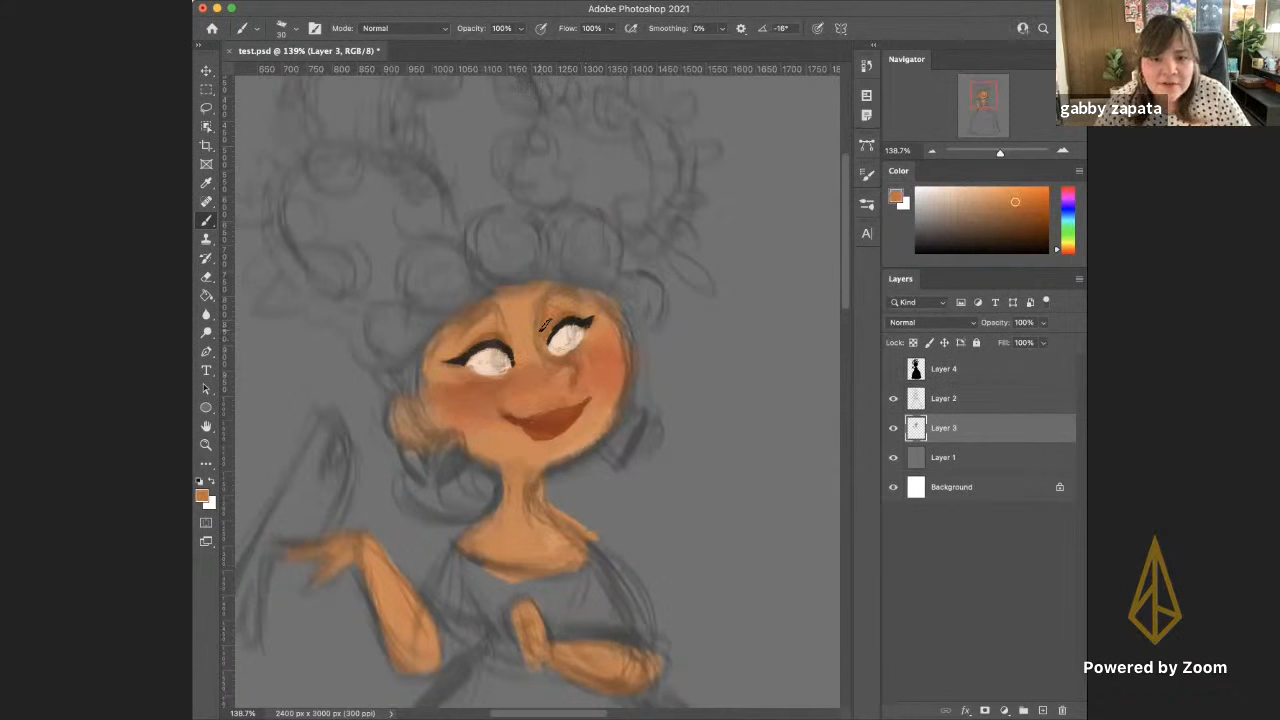 Adobe Photoshop 2021
30 Mode: Normal Opacity: 100% Flow: 100% Smoothing: 0% -16°
test.psd @ 139% (Layer 3, RGB/8) *
650 700 750 800 850 900 950 1000 1050 1100 1150 1200 1250 1300 1350 1400 1450 1500 1550 1600 1650 1700 1750
gabby zapata
Navigator
138.7%
Color
Layers
Kind
Normal Opacity: 100%
Lock: Fill: 100%
Layer 4
Layer 2
Layer 3
Layer 1
Background
138.7% 2400 px x 3000 px (300 ppi)
Powered by Zoom